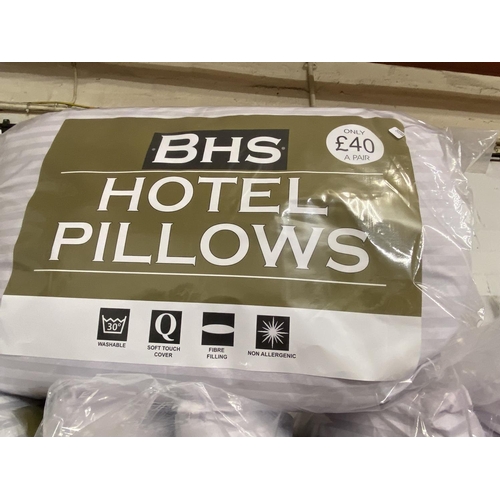 BHS
ONLY
£40
A PAIR
HOTEL
PILLOWS
30°
Q
WASHABLE
SOFT TOUCH
COVER
FIBRE
FILLING
NON ALLERGENIC